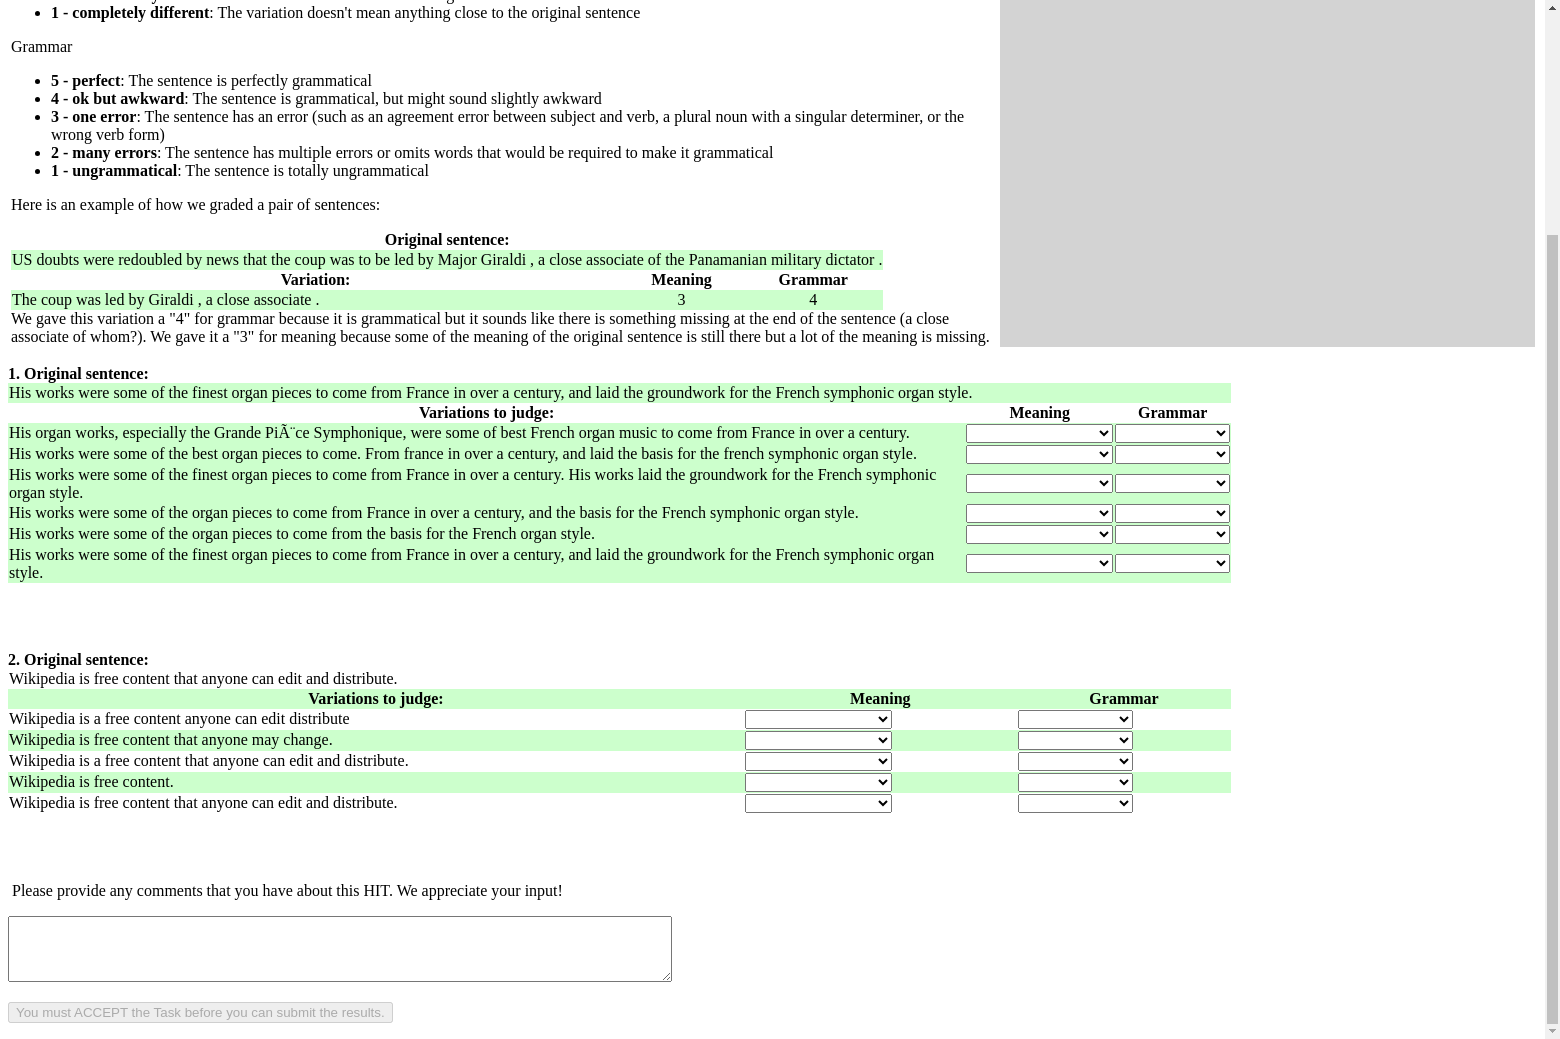 1 - completely different: The variation doesn't mean anything close to the original sentence
Grammar
5 - perfect: The sentence is perfectly grammatical
4 - ok but awkward: The sentence is grammatical, but might sound slightly awkward
3 - one error: The sentence has an error (such as an agreement error between subject and verb, a plural noun with a singular determiner, or the
wrong verb form)
2 - many errors: The sentence has multiple errors or omits words that would be required to make it grammatical
1 - ungrammatical: The sentence is totally ungrammatical
Here is an example of how we graded a pair of sentences:
Original sentence:
US doubts were redoubled by news that the coup was to be led by Major Giraldi , a close associate of the Panamanian military dictator .
Variation: Meaning Grammar
The coup was led by Giraldi , a close associate . 3 4
We gave this variation a "4" for grammar because it is grammatical but it sounds like there is something missing at the end of the sentence (a close
associate of whom?). We gave it a "3" for meaning because some of the meaning of the original sentence is still there but a lot of the meaning is missing.
1. Original sentence:
His works were some of the finest organ pieces to come from France in over a century, and laid the groundwork for the French symphonic organ style.
Variations to judge: Meaning Grammar
His organ works, especially the Grande PiÃ¨ce Symphonique, were some of best French organ music to come from France in over a century.
His works were some of the best organ pieces to come. From france in over a century, and laid the basis for the french symphonic organ style.
His works were some of the finest organ pieces to come from France in over a century. His works laid the groundwork for the French symphonic
organ style.
His works were some of the organ pieces to come from France in over a century, and the basis for the French symphonic organ style.
His works were some of the organ pieces to come from the basis for the French organ style.
His works were some of the finest organ pieces to come from France in over a century, and laid the groundwork for the French symphonic organ
style.
2. Original sentence:
Wikipedia is free content that anyone can edit and distribute.
Variations to judge: Meaning Grammar
Wikipedia is a free content anyone can edit distribute
Wikipedia is free content that anyone may change.
Wikipedia is a free content that anyone can edit and distribute.
Wikipedia is free content.
Wikipedia is free content that anyone can edit and distribute.
Please provide any comments that you have about this HIT. We appreciate your input!
You must ACCEPT the Task before you can submit the results.